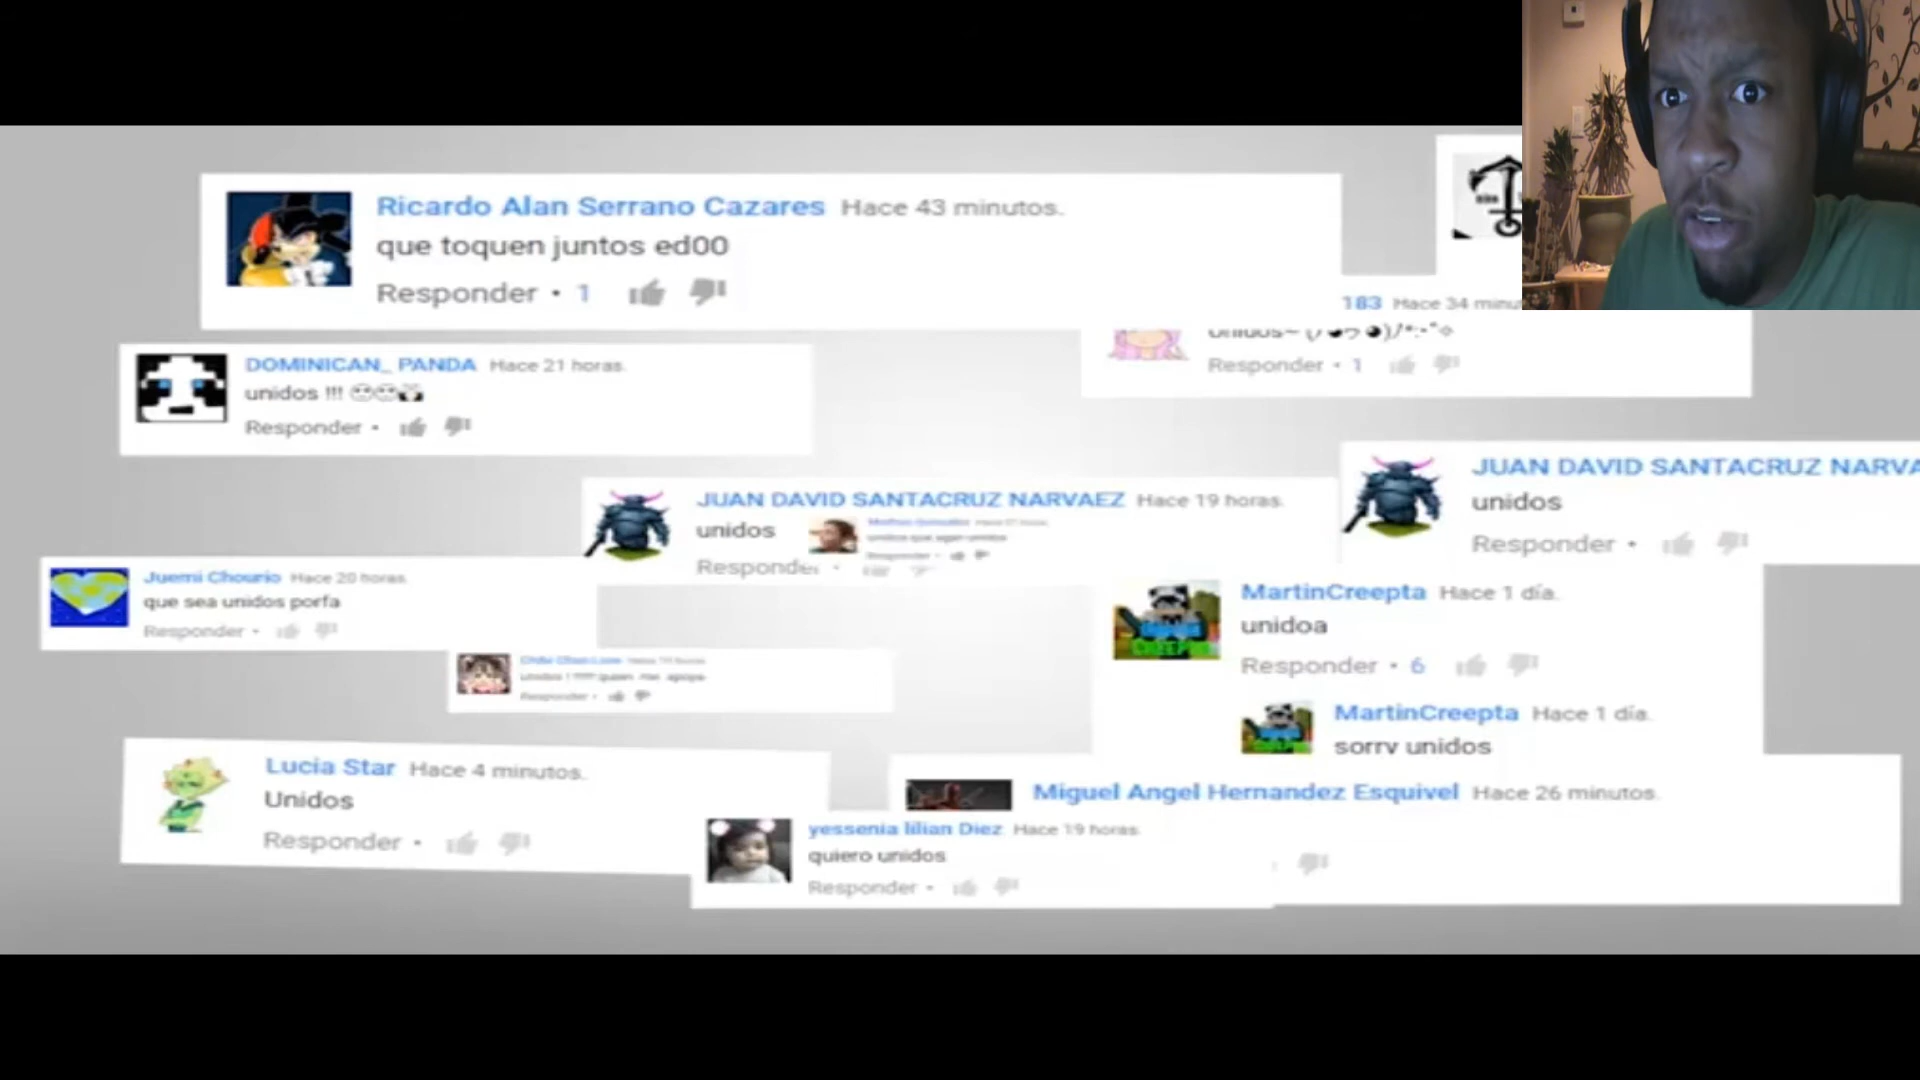 Ricardo Alan Serrano Cazares Hace 43 minutos.
que toquen juntos ed00
Responder • 1
183 Hace 34
Responder • 1
DOMINICAN_ PANDA Hace 21 horas.
unidos !!!
Responder •
JUAN DAVID SANTACRUZ NARVA
unidos
Responder •
JUAN DAVID SANTACRUZ NARVAEZ Hace 19 horas.
unidos
Responder
Juemi Chourio Hace 20 horas.
que sea unidos porfa
Responder •
MartinCreepta Hace 1 día.
unidoa
Responder • 6
MartinCreepta Hace 1 día.
sorry unidos
Responder •
Lucia Star Hace 4 minutos.
Unidos
Responder •
Miguel Angel Hernandez Esquivel Hace 26 minutos.
yessenia lilian Diez Hace 19 horas.
quiero unidos
Responder •